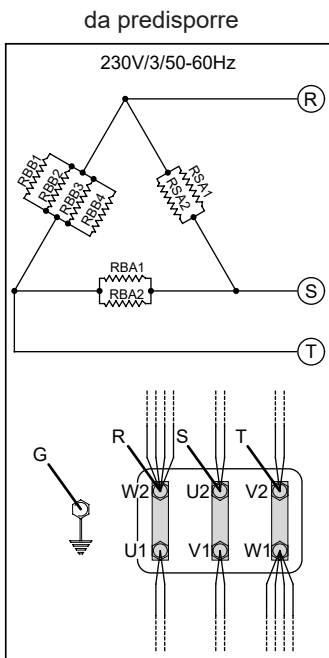 da predisporre
230V/3/50-60Hz
R
RBB1
RBB2
RBB3
RBB4
RSA1
RSA2
RBA1
RBA2
S
T
R S T
G
W2 U2 V2
U1 V1 W1